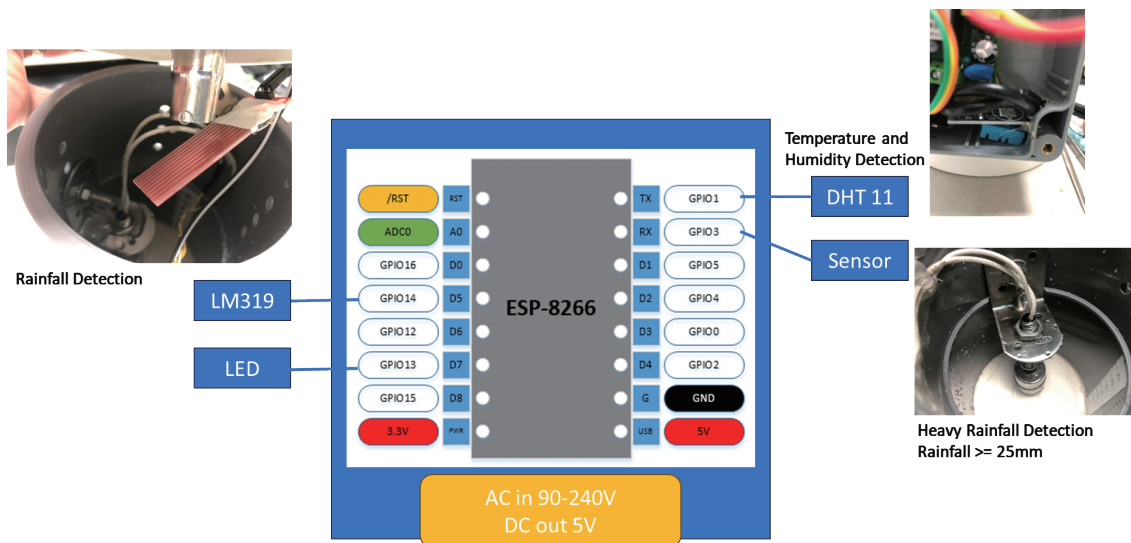 Rainfall Detection
LM319
LED
/RST
RST
ADC0
A0
GPIO16
D0
GPIO14
D5
GPIO12
D6
GPIO13
D7
GPIO15
D8
3.3V
PWR
ESP-8266
TX
GPIO1
RX
GPIO3
D1
GPIO5
D2
GPIO4
D3
GPIO0
D4
GPIO2
G
GND
USB
5V
AC in 90-240V
DC out 5V
Temperature and
Humidity Detection
DHT 11
Sensor
Heavy Rainfall Detection
Rainfall >= 25mm